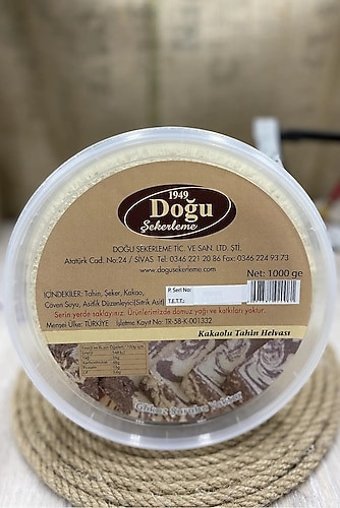 1949
Doğu
Şekerleme
DOĞU ŞEKERLEME TİC. VE SAN. LTD. ŞTİ.
Atatürk Cad. No:24 / SİVAS Tel: 0346 221 20 86 Fax: 0346 224 93 73
www.dogusekerleme.com
Net: 1000 ge
İÇİNDEKİLER: Tahin, Şeker, Kakao,
Çöven Suyu, Asitlik Düzenleyici(Sitrik Asit)
P. Seri No:
T.E.T.T.:
Serin yerde saklayınız. Ürünlerimizde domuz yağı ve katkıları yoktur.
Menşei Ülke: TÜRKİYE İşletme Kayıt No: TR-58-K-001332
Kakaolu Tahin Helvası